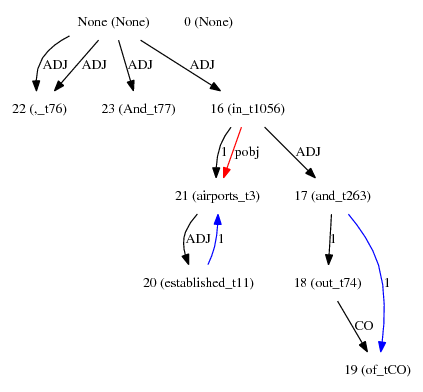 None (None) 0 (None)
ADJ ADJ ADJ ADJ
22 (,_t76) 23 (And_t77) 16 (in_t1056)
1 pobj ADJ
21 (airports_t3) 17 (and_t263)
ADJ 1 1
20 (established_t11) 18 (out_t74) 1
CO
19 (of_tCO)